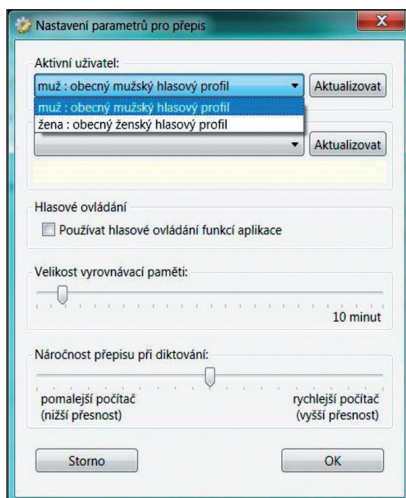 Nastavení parametrů pro přepis
Aktivní uživatel:
muž : obecný mužský hlasový profil
Aktualizovat
muž : obecný mužský hlasový profil
žena : obecný ženský hlasový profil
Aktualizovat
Hlasové ovládání
Používat hlasové ovládání funkcí aplikace
Velikost vyrovnávací paměti:
10 minut
Náročnost přepisu při diktování:
pomalejší počítač
(nižší přesnost)
rychlejší počítač
(vyšší přesnost)
Storno
OK